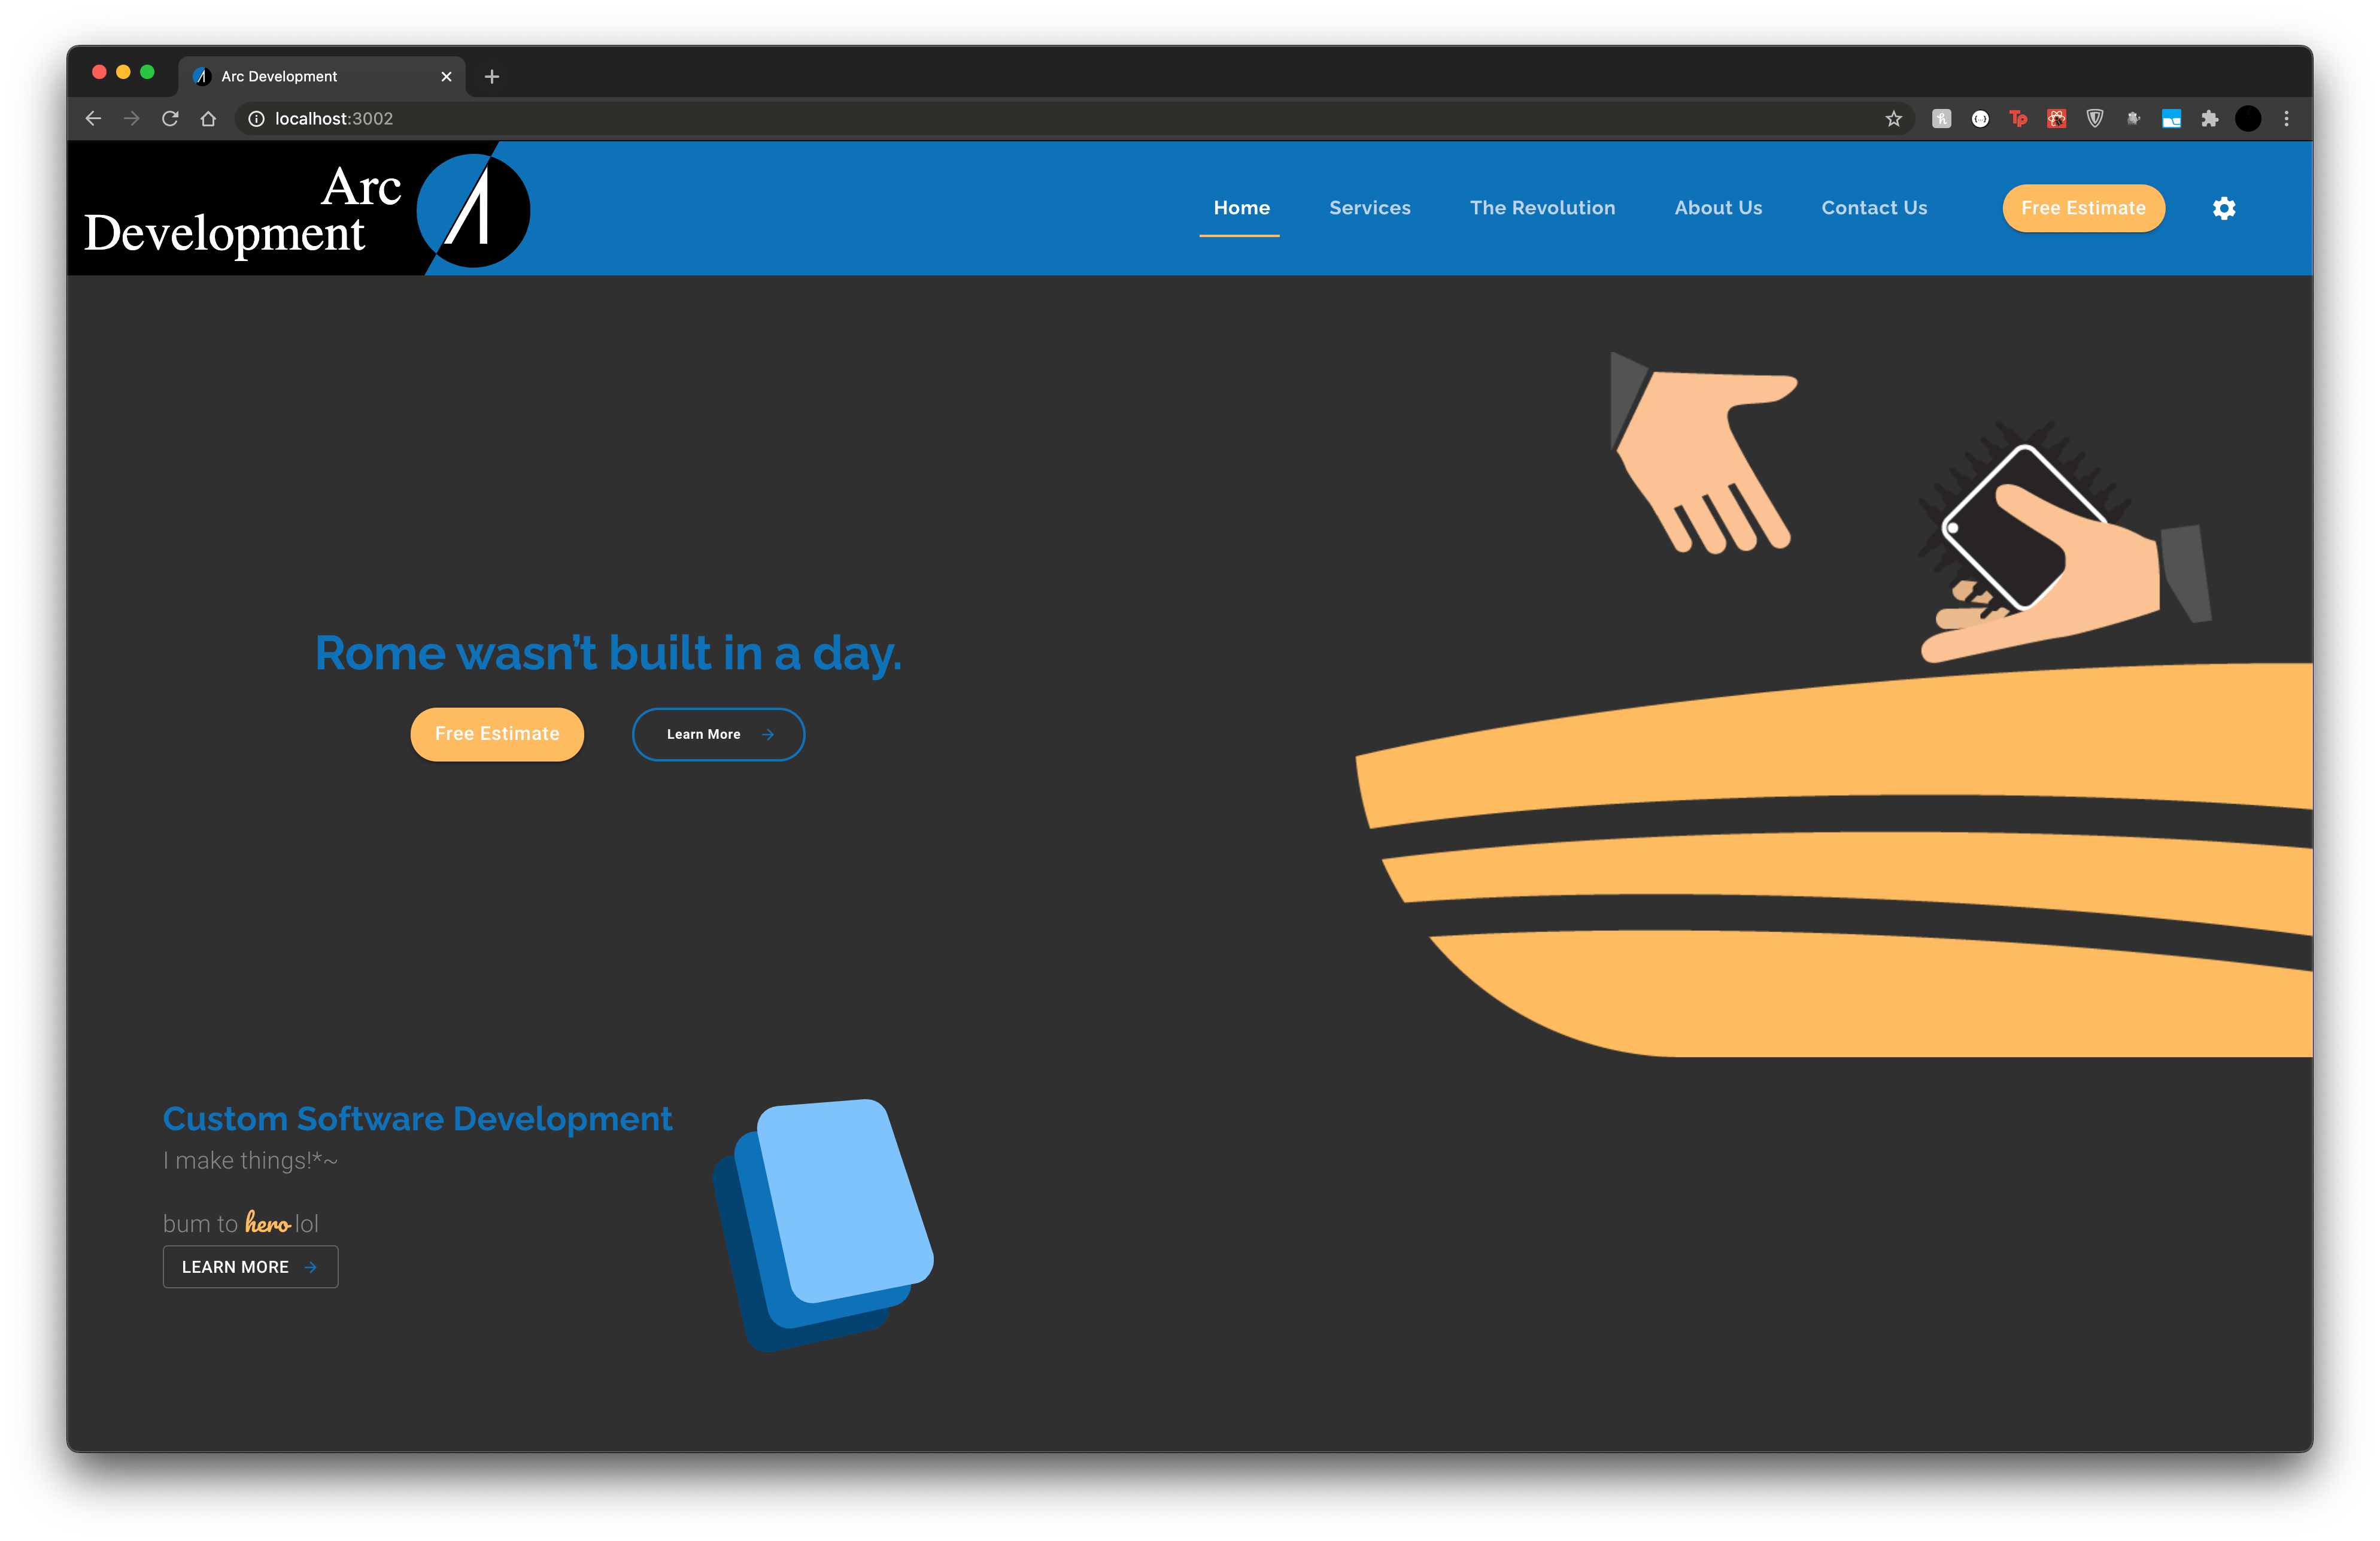 Arc Development
localhost:3002
Arc
Development
Home
Services
The Revolution
About Us
Contact Us
Free Estimate
Rome wasn’t built in a day.
Free Estimate
Learn More
Custom Software Development
I make things!*~
bum to hero lol
LEARN MORE